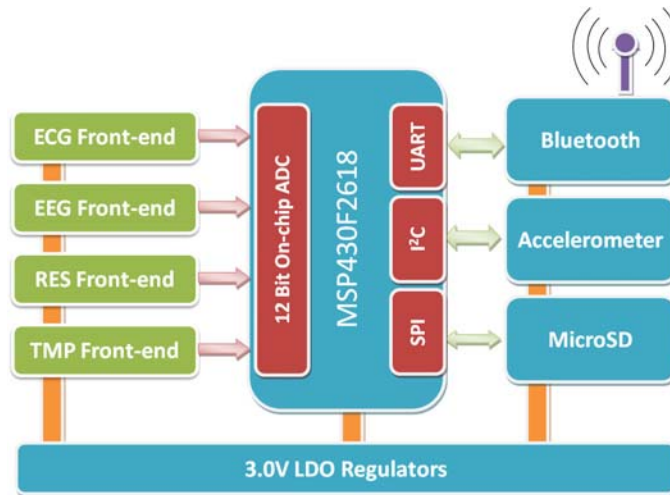 ECG Front-end
EEG Front-end
RES Front-end
TMP Front-end
12 Bit On-chip ADC
MSP430F2618
UART
I²C
SPI
Bluetooth
Accelerometer
MicroSD
3.0V LDO Regulators